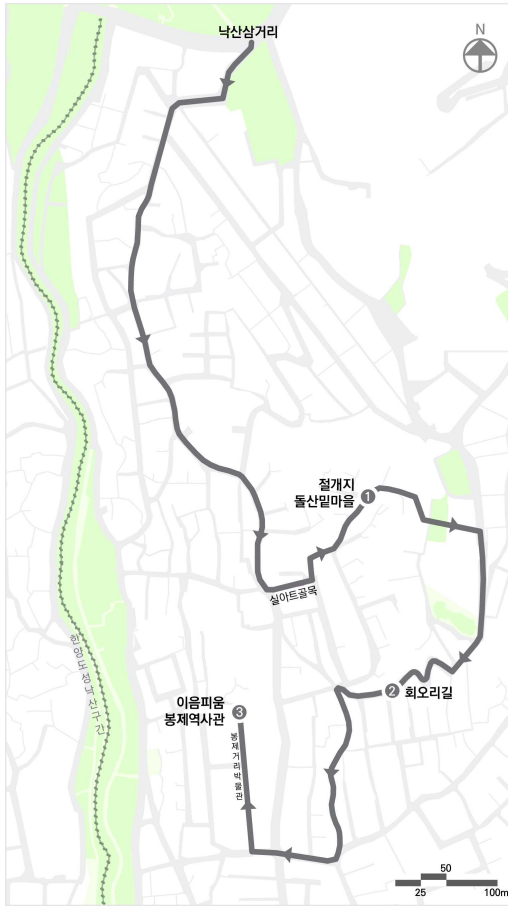 낙산삼거리
N
절개지
돌산밑마을
1
실아트골목
2
회오리길
이음피움
봉제역사관
3
봉제거리박물관
한양도성낙산구간
50
25
100m